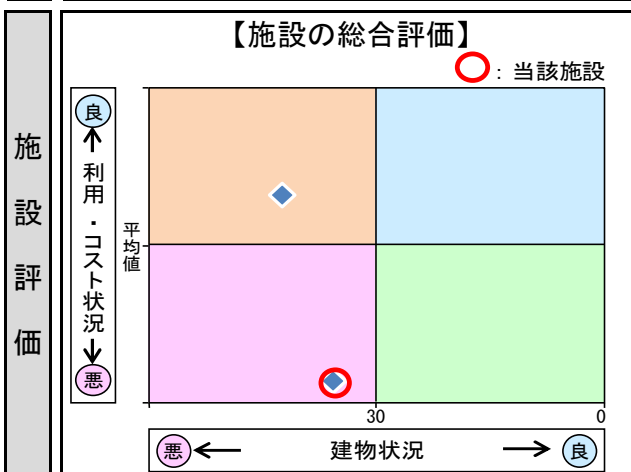 施設評価
【施設の総合評価】
：当該施設
良
利用・コスト状況
悪
平均値
30
0
悪
建物状況
良